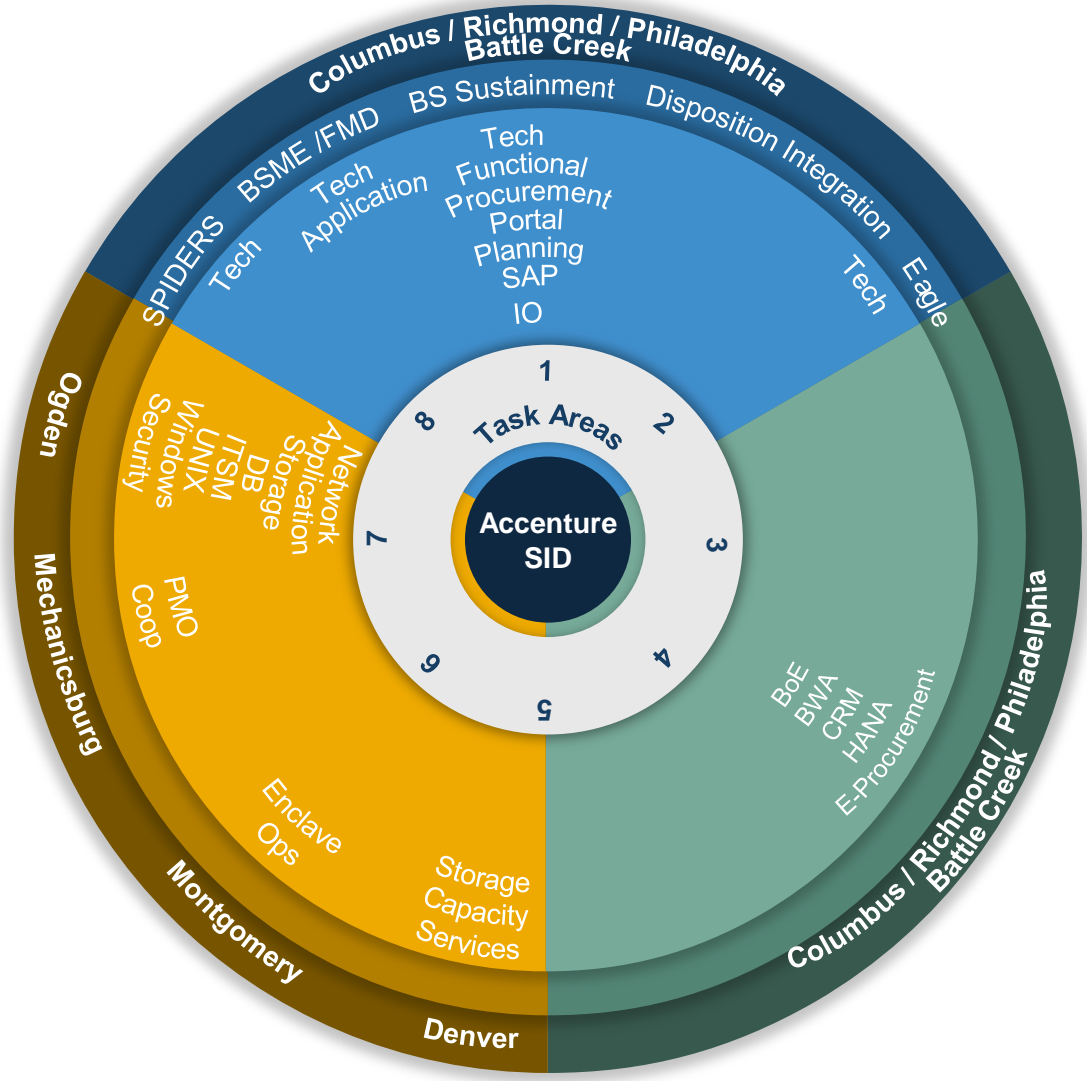 Columbus / Richmond / Philadelphia
Battle Creek
SPIDERS
BSME /FMD
BS Sustainment
Disposition Integration
Eagle
Tech
Tech
Application
Tech
Functional
Procurement
Portal
Planning
SAP
IO
Tech
1
2
3
4
5
6
7
8
Task Areas
Accenture
SID
BoE
BWA
CRM
HANA
E-Procurement
Columbus / Richmond / Philadelphia
Battle Creek
Ogden
Network
Application
Storage
DB
ITSM
UNIX
Windows
Security
Mechanicsburg
PMO
Coop
Montgomery
Enclave
Ops
Denver
Storage
Capacity
Services